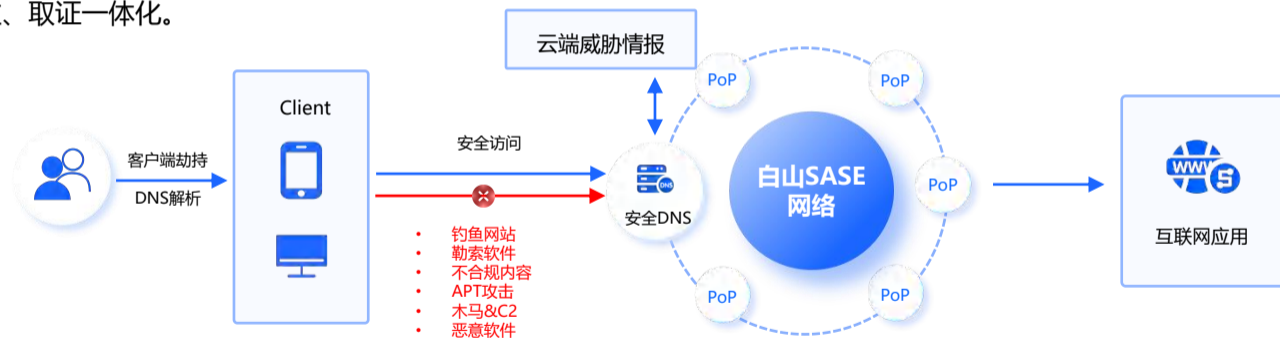 、取证一体化。
云端威胁情报
PoP
PoP
Client
客户端劫持
DNS解析
安全访问
DNS
安全DNS
白山SASE
网络
PoP
WWW
S
互联网应用
钓鱼网站
勒索软件
不合规内容
APT攻击
木马&C2
恶意软件
PoP
PoP